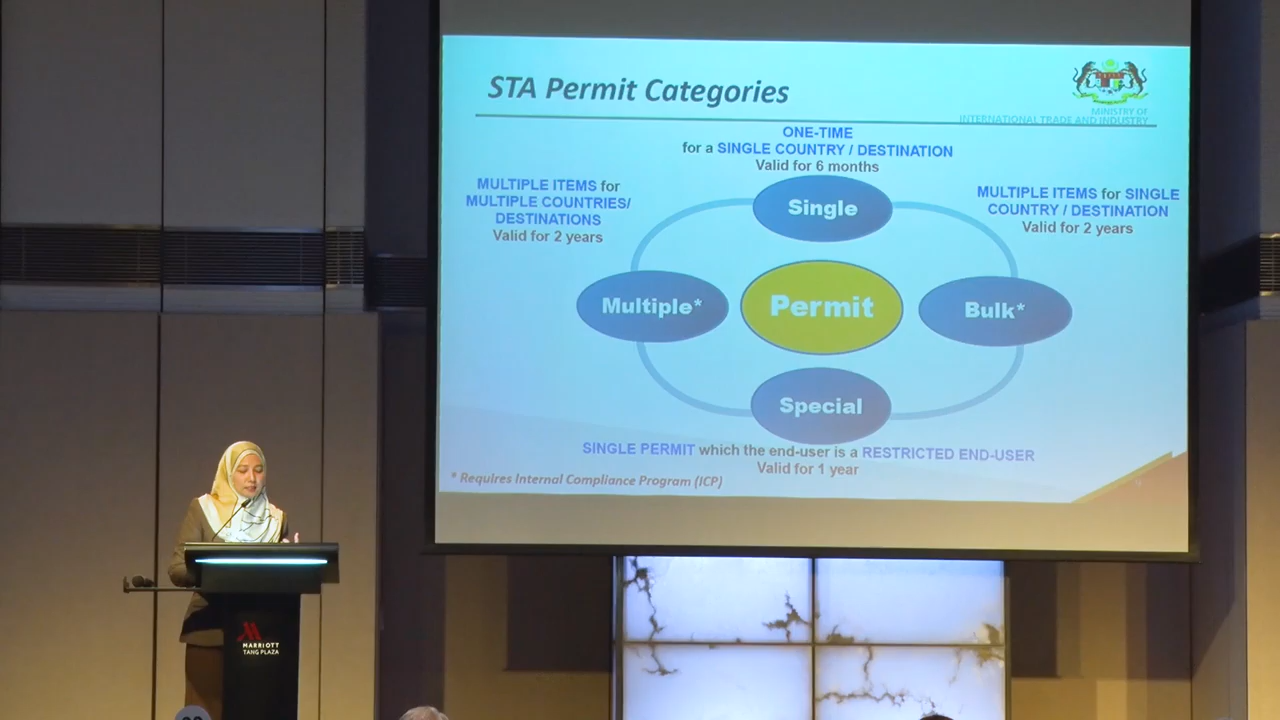 STA Permit Categories
MINISTRY OF
INTERNATIONAL TRADE AND INDUSTRY
ONE-TIME
for a SINGLE COUNTRY / DESTINATION
Valid for 6 months
MULTIPLE ITEMS for
MULTIPLE COUNTRIES/
DESTINATIONS
Valid for 2 years
MULTIPLE ITEMS for SINGLE
COUNTRY / DESTINATION
Valid for 2 years
Single
Multiple*
Permit
Bulk*
Special
SINGLE PERMIT which the end-user is a RESTRICTED END-USER
Valid for 1 year
* Requires Internal Compliance Program (ICP)
MARRIOTT
TANG PLAZA